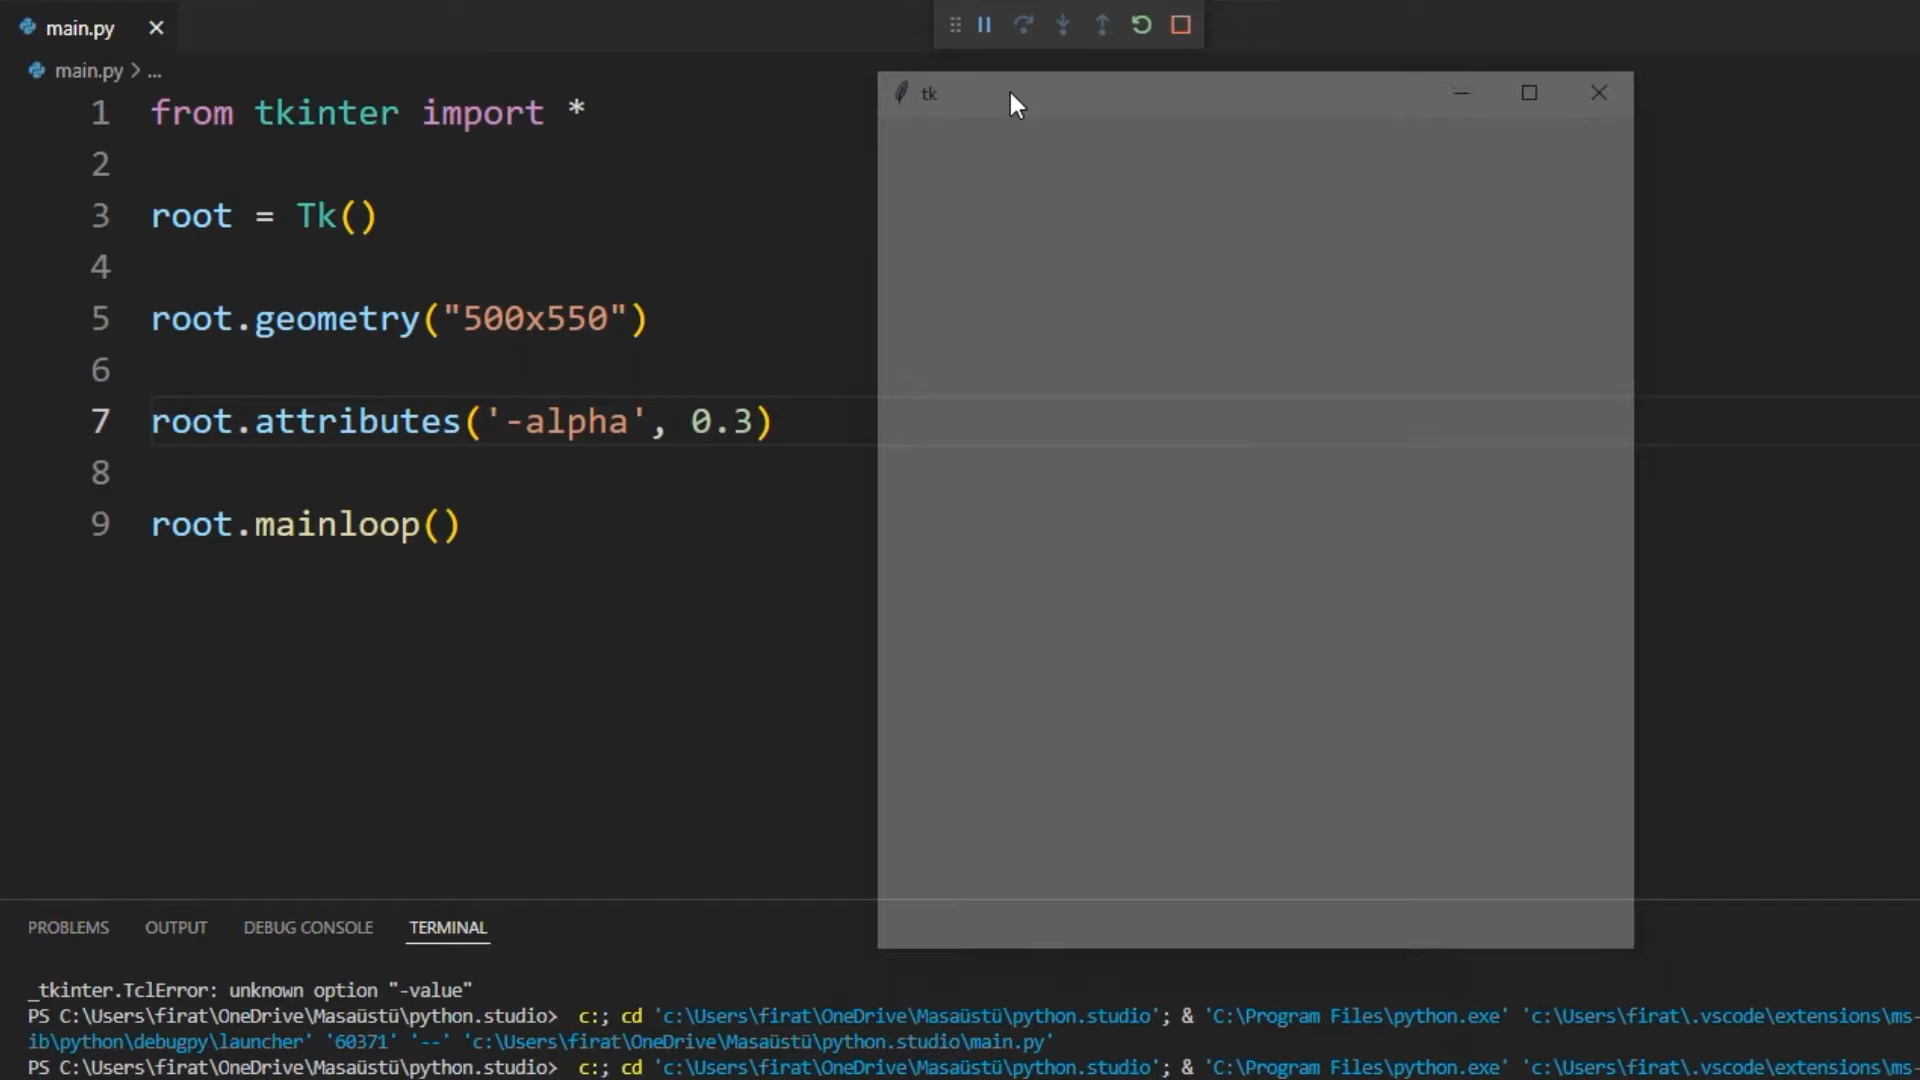 main.py
main.py > ...
tk
1 from tkinter import *
2
3 root = Tk()
4
5 root.geometry("500x550")
6
7 root.attributes('-alpha', 0.3)
8
9 root.mainloop()
PROBLEMS OUTPUT DEBUG CONSOLE TERMINAL
_tkinter.TclError: unknown option "-value"
PS C:\Users\firat\OneDrive\Masaüstü\python.studio> c:; cd 'c:\Users\firat\OneDrive\Masaüstü\python.studio'; & 'C:\Program Files\python.exe' 'c:\Users\firat\.vscode\extensions\ms-
ib\python\debugpy\launcher' '60371' '--' 'c:\Users\firat\OneDrive\Masaüstü\python.studio\main.py'
PS C:\Users\firat\OneDrive\Masaüstü\python.studio> c:; cd 'c:\Users\firat\OneDrive\Masaüstü\python.studio'; & 'C:\Program Files\python.exe' 'c:\Users\firat\.vscode\extensions\ms-